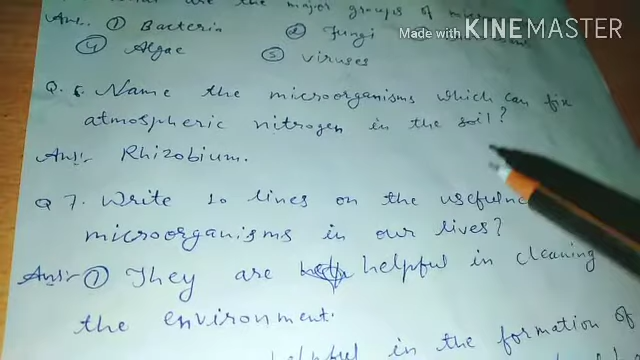 are the major groups of
Ans:. ① Bacteria ② Fungi
④ Algae ⑤ Viruses
Made with KINEMASTER
Q. 6. Name the microorganisms which can fix
atmospheric nitrogen in the soil?
Ans:. Rhizobium.
Q 7. Write 10 lines on the
microorganisms in our lives?
Ans:. ① They are helpful in cleaning
the environment.
helpful in the formation of